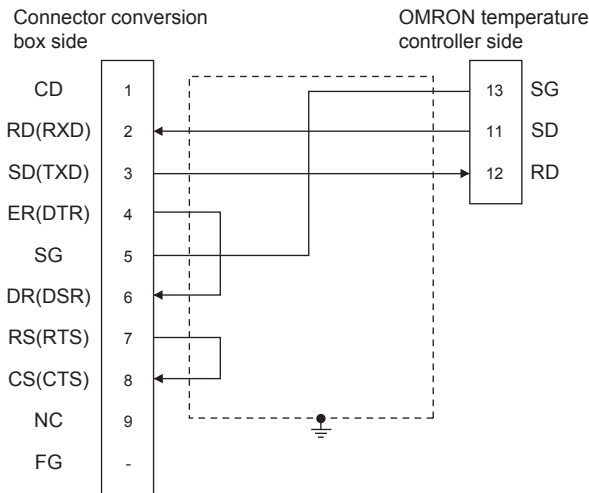 Connector conversion
box side
OMRON temperature
controller side
CD 1
RD(RXD) 2
SD(TXD) 3
ER(DTR) 4
SG 5
DR(DSR) 6
RS(RTS) 7
CS(CTS) 8
NC 9
FG -
13 SG
11 SD
12 RD